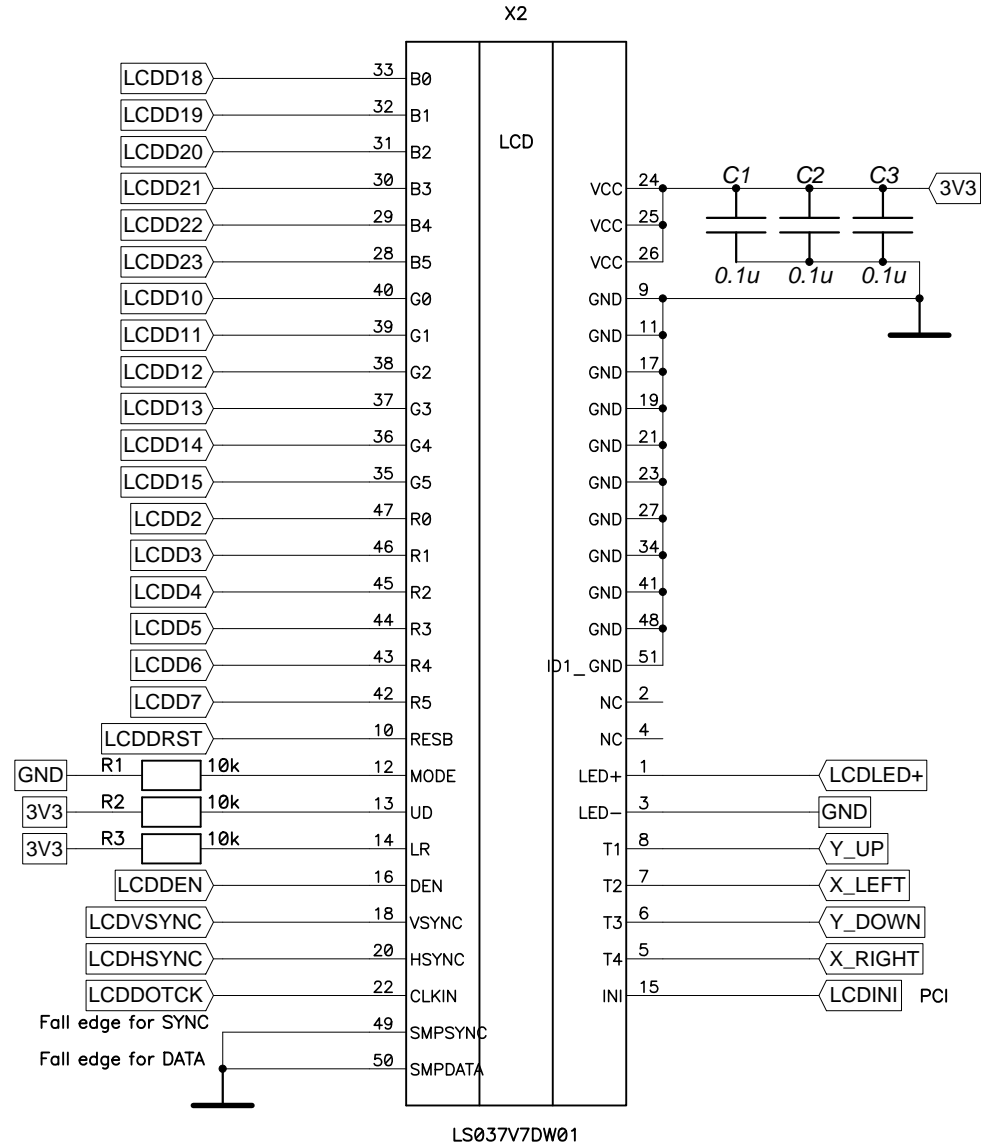 X2
LCD
LCDD18 33 B0
LCDD19 32 B1
LCDD20 31 B2
LCDD21 30 B3
LCDD22 29 B4
LCDD23 28 B5
LCDD10 40 G0
LCDD11 39 G1
LCDD12 38 G2
LCDD13 37 G3
LCDD14 36 G4
LCDD15 35 G5
LCDD2 47 R0
LCDD3 46 R1
LCDD4 45 R2
LCDD5 44 R3
LCDD6 43 R4
LCDD7 42 R5
LCDDRST 10 RESB
GND R1 10k 12 MODE
3V3 R2 10k 13 UD
3V3 R3 10k 14 LR
LCDDEN 16 DEN
LCDVSYNC 18 VSYNC
LCDHSYNC 20 HSYNC
LCDDOTCK 22 CLKIN
Fall edge for SYNC 49 SMPSYNC
Fall edge for DATA 50 SMPDATA
C1 C2 C3
VCC 24 3V3
VCC 25
VCC 26
0.1u 0.1u 0.1u
GND 9
GND 11
GND 17
GND 19
GND 21
GND 23
GND 27
GND 34
GND 41
GND 48
ID1_GND 51
NC 2
NC 4
LED+ 1 LCDLED+
LED- 3 GND
T1 8 Y_UP
T2 7 X_LEFT
T3 6 Y_DOWN
T4 5 X_RIGHT
INI 15 LCDINI PCI
LS037V7DW01